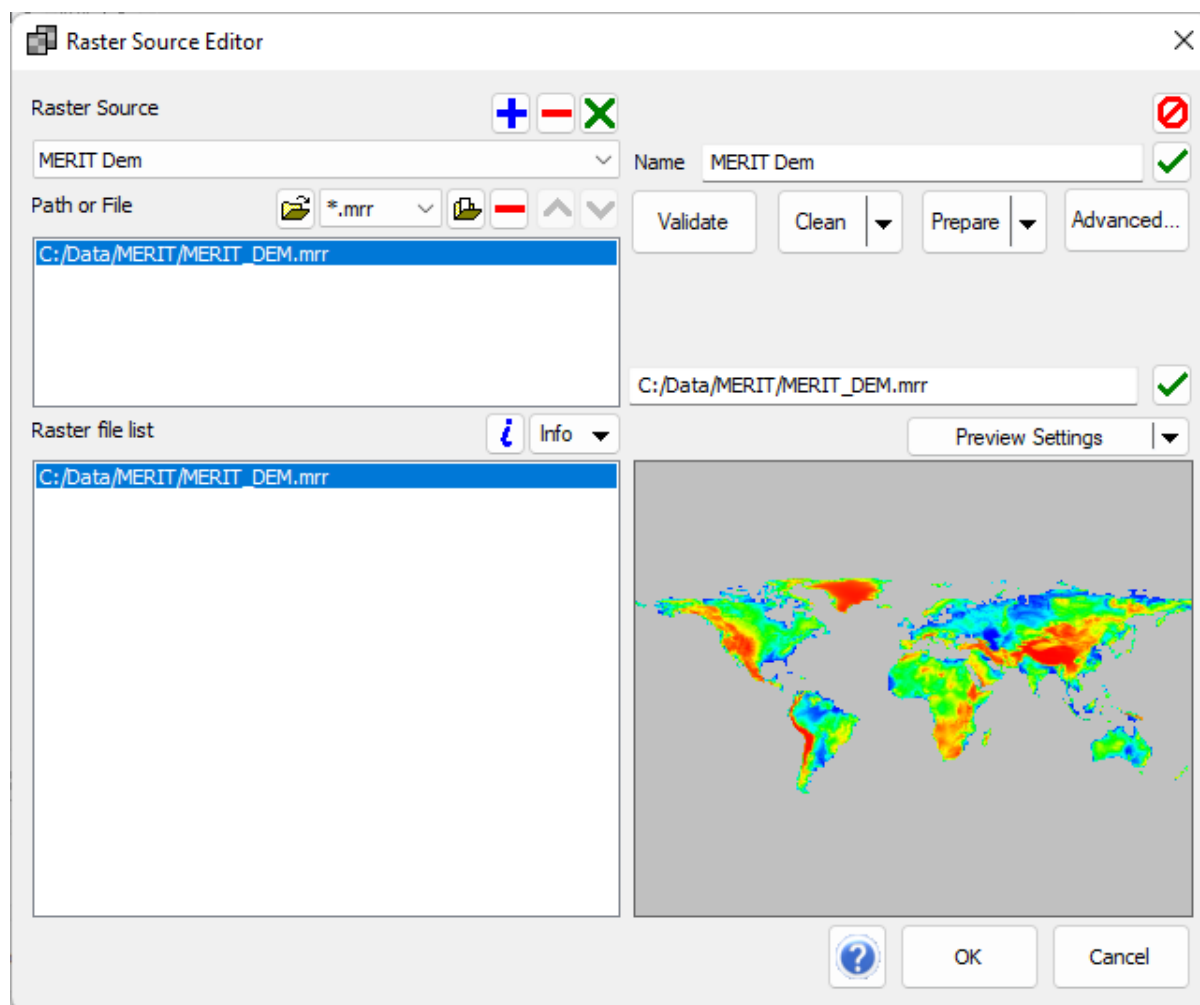 Raster Source Editor
Raster Source
MERIT Dem
Name MERIT Dem
Path or File *.mrr
Validate Clean Prepare Advanced...
C:/Data/MERIT/MERIT_DEM.mrr
C:/Data/MERIT/MERIT_DEM.mrr
Raster file list Info
Preview Settings
C:/Data/MERIT/MERIT_DEM.mrr
OK Cancel